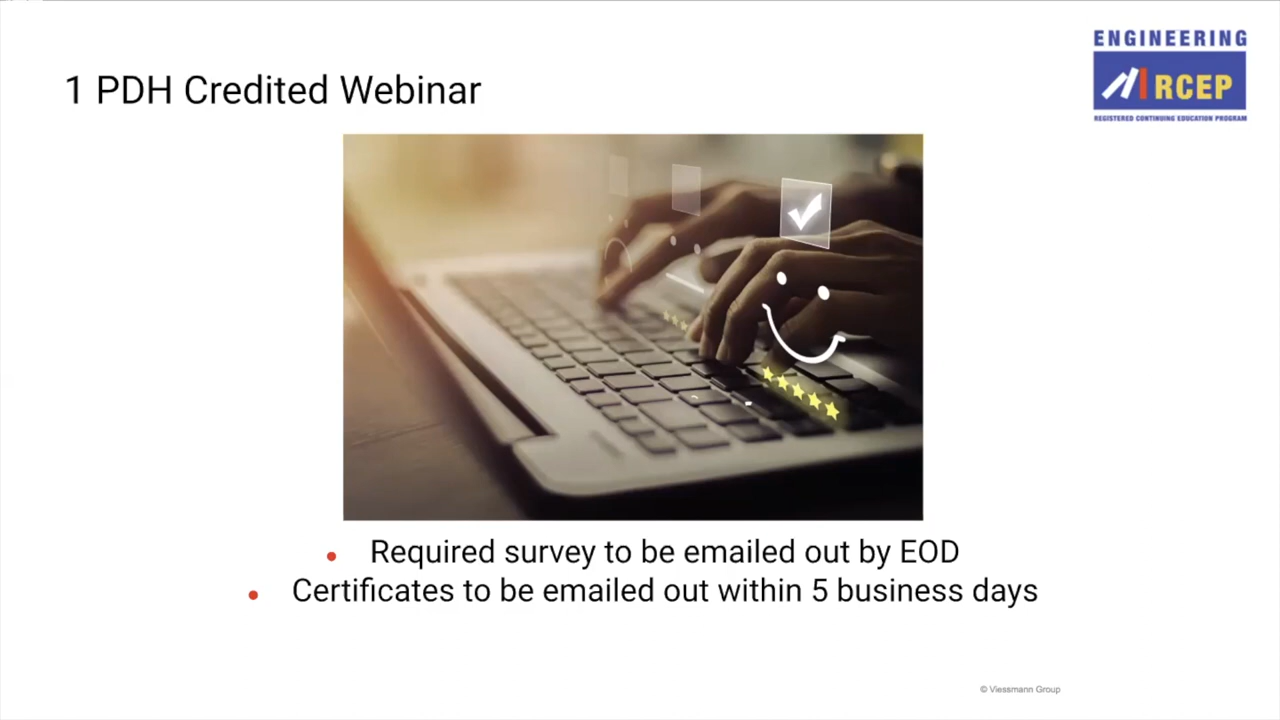 ENGINEERING
1 PDH Credited Webinar
RCEP
REGISTERED CONTINUING EDUCATION PROGRAM
Required survey to be emailed out by EOD
Certificates to be emailed out within 5 business days
© Viessmann Group